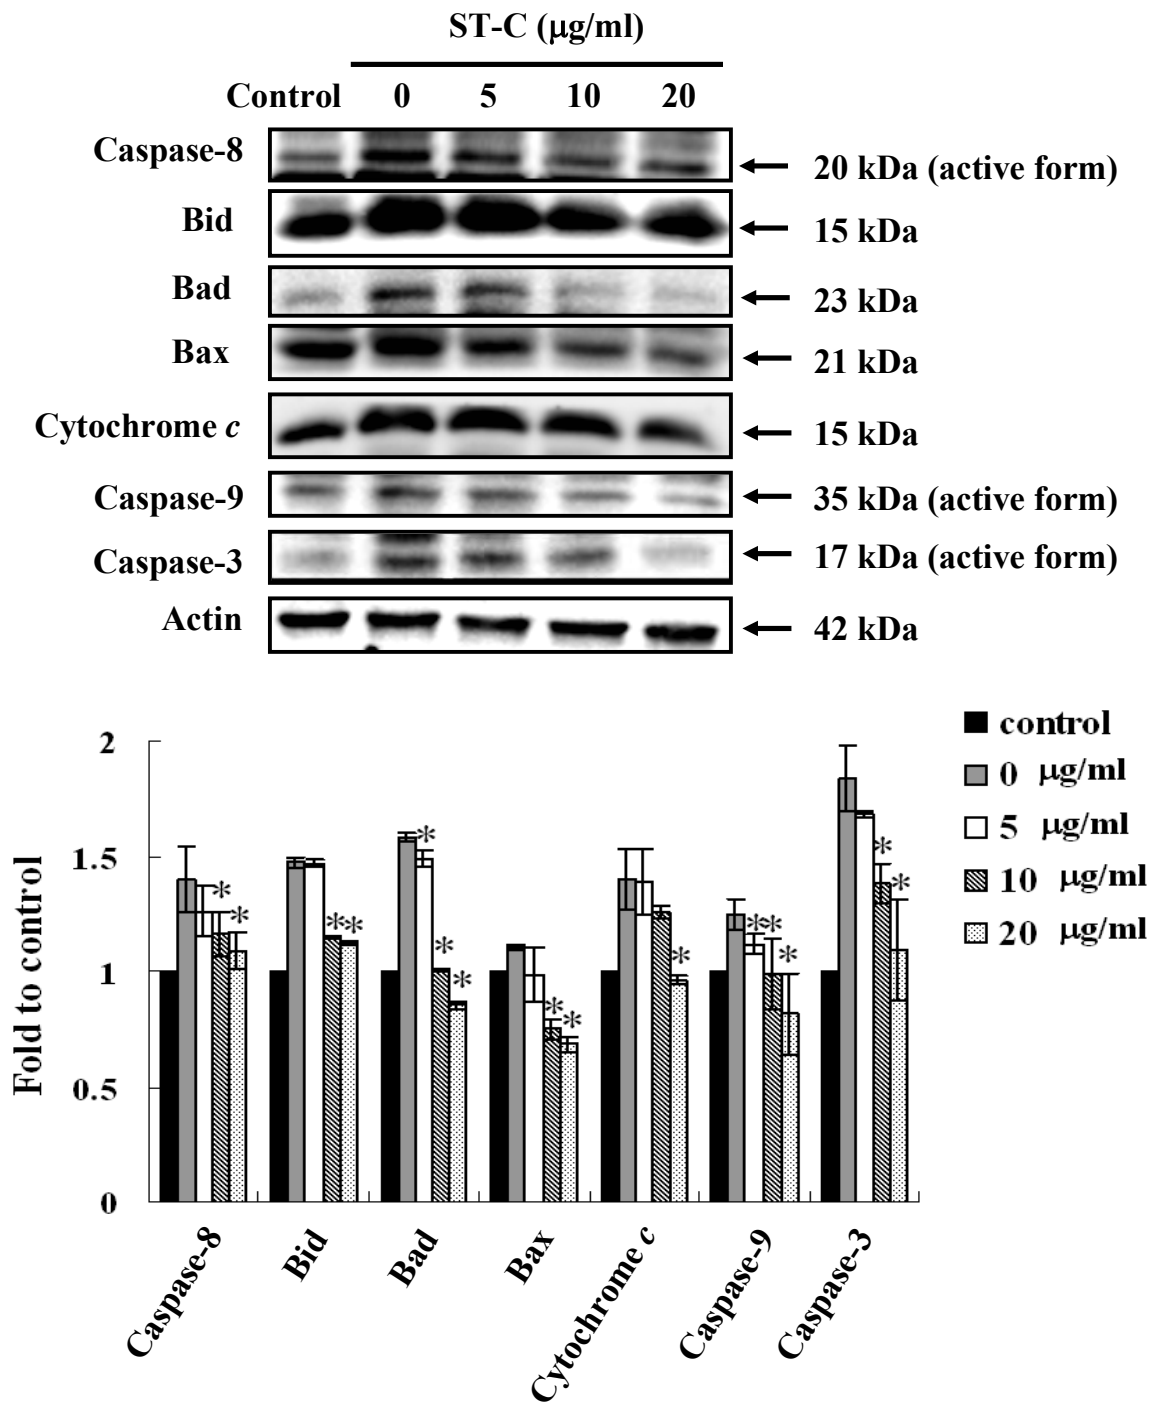 ST-C (μg/ml)
Control 0 5 10 20
Caspase-8 20 kDa (active form)
Bid 15 kDa
Bad 23 kDa
Bax 21 kDa
Cytochrome c 15 kDa
Caspase-9 35 kDa (active form)
Caspase-3 17 kDa (active form)
Actin 42 kDa
control
0 μg/ml
5 μg/ml
10 μg/ml
20 μg/ml
Fold to control
2
1.5
1
0.5
0
* *
* *
* * *
* *
*
* * *
* *
Caspase-8
Bid
Bad
Bax
Cytochrome c
Caspase-9
Caspase-3